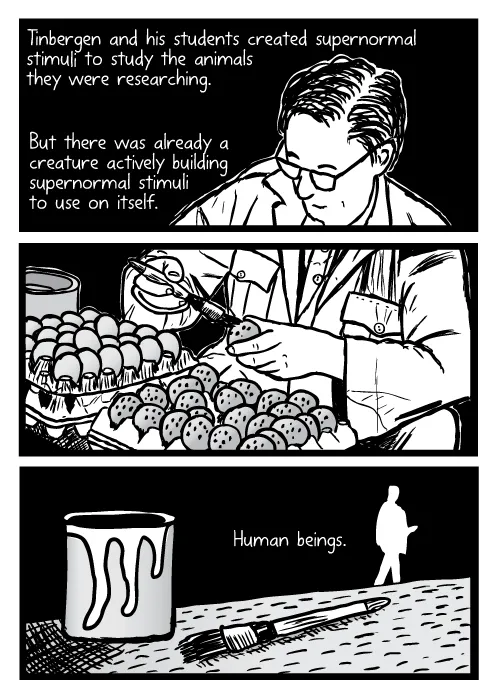 Tinbergen and his students created supernormal
stimuli to study the animals
they were researching.
But there was already a
creature actively building
supernormal stimuli
to use on itself.
Human beings.